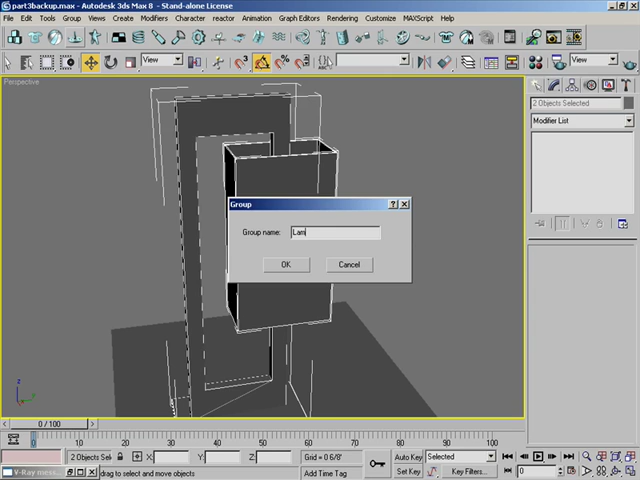 part3backup.max - Autodesk 3ds Max 8 - Stand-alone License
File Edit Tools Group Views Create Modifiers Character reactor Animation Graph Editors Rendering Customize MAXScript Help
View
View
Perspective
2 Objects Selected
Modifier List
Group
Group name: Lam
OK Cancel
0 / 100
0 10 20 30 40 50 60 70 80 90 100
2 Objects Sele X: Y: Z: Grid = 0 6/8" Auto Key Selected
V-Ray mess... drag to select and move objects Add Time Tag Set Key Key Filters... 0